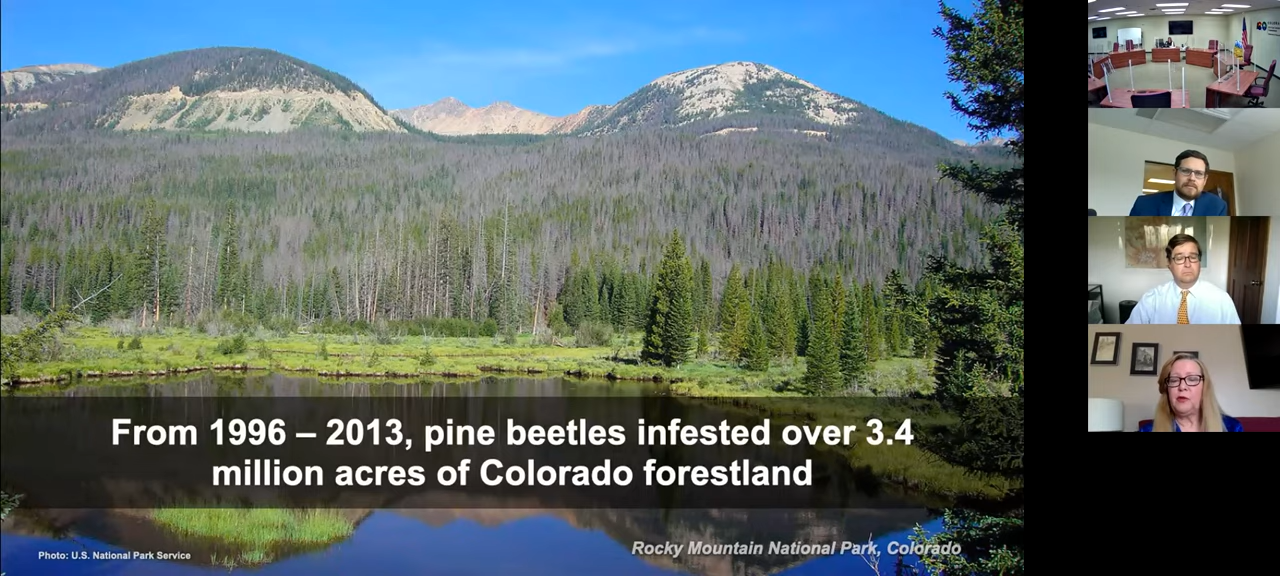 From 1996 – 2013, pine beetles infested over 3.4
million acres of Colorado forestland
Photo: U.S. National Park Service
Rocky Mountain National Park, Colorado